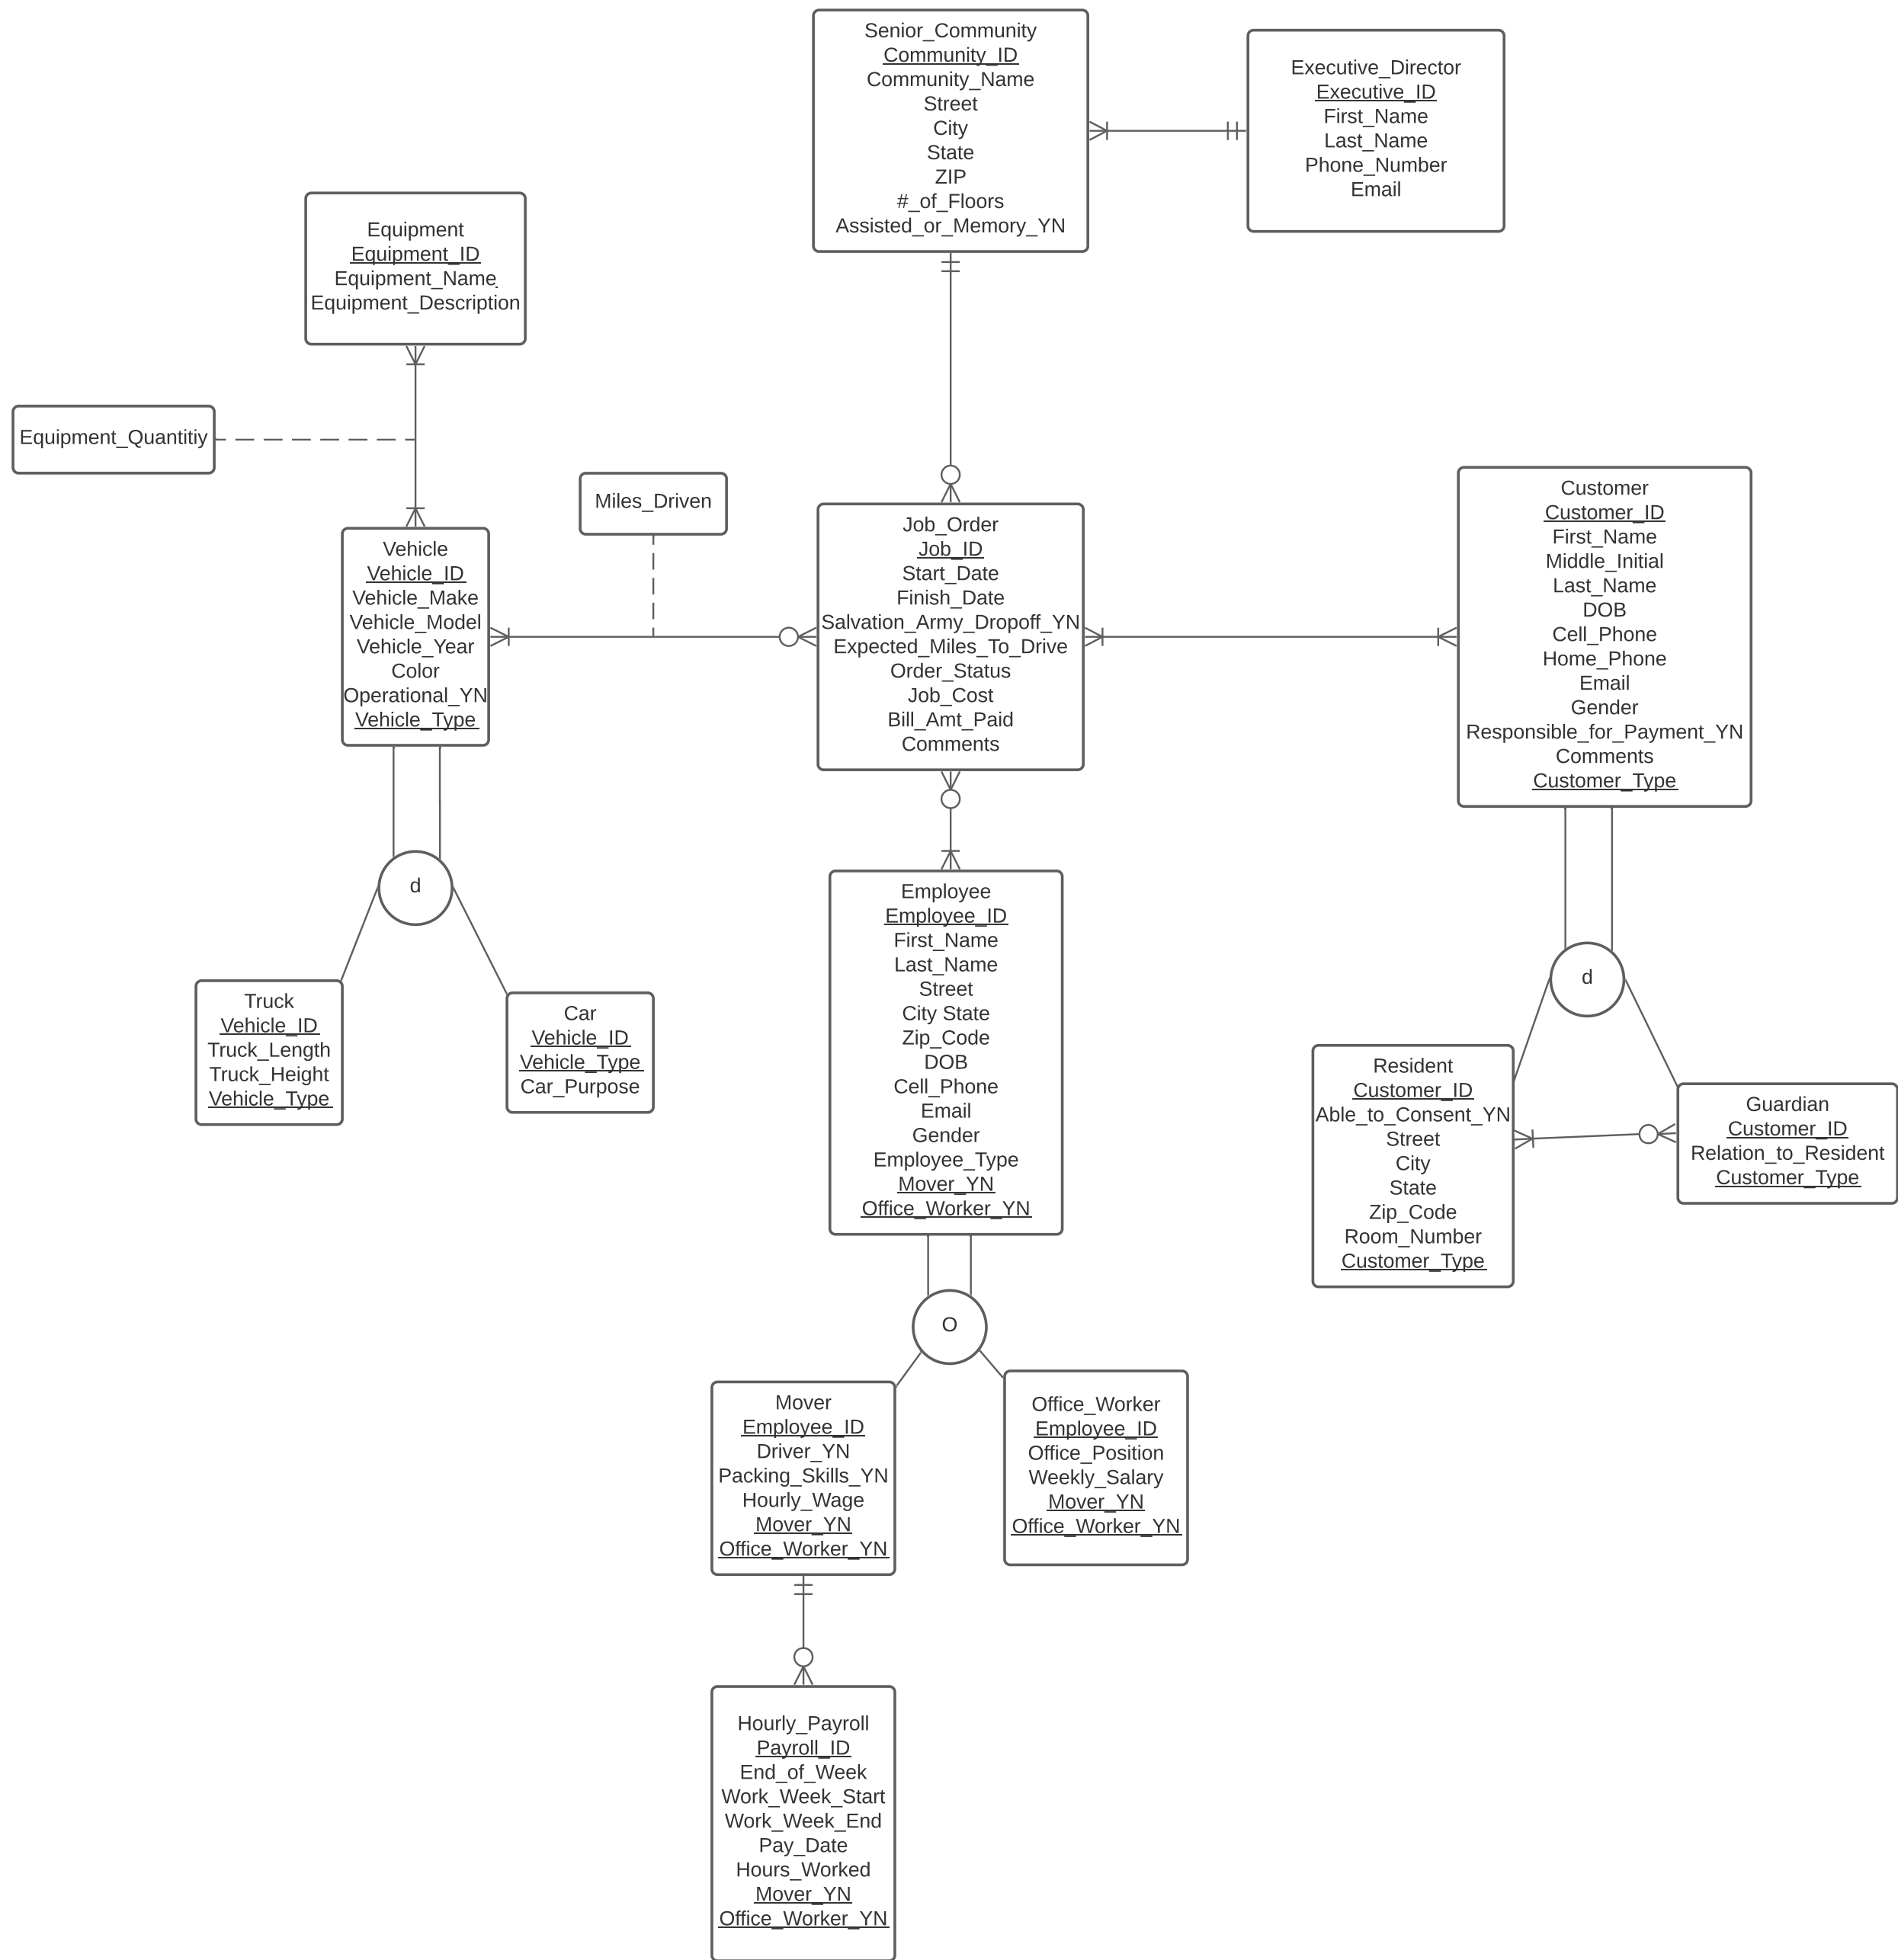 Senior_Community
Community_ID
Community_Name
Street
City
State
ZIP
#_of_Floors
Assisted_or_Memory_YN
Executive_Director
Executive_ID
First_Name
Last_Name
Phone_Number
Email
Equipment
Equipment_ID
Equipment_Name
Equipment_Description
Equipment_Quantitiy
Miles_Driven
Vehicle
Vehicle_ID
Vehicle_Make
Vehicle_Model
Vehicle_Year
Color
Operational_YN
Vehicle_Type
Job_Order
Job_ID
Start_Date
Finish_Date
Salvation_Army_Dropoff_YN
Expected_Miles_To_Drive
Order_Status
Job_Cost
Bill_Amt_Paid
Comments
Customer
Customer_ID
First_Name
Middle_Initial
Last_Name
DOB
Cell_Phone
Home_Phone
Email
Gender
Responsible_for_Payment_YN
Comments
Customer_Type
d
Truck
Vehicle_ID
Truck_Length
Truck_Height
Vehicle_Type
Car
Vehicle_ID
Vehicle_Type
Car_Purpose
Employee
Employee_ID
First_Name
Last_Name
Street
City State
Zip_Code
DOB
Cell_Phone
Email
Gender
Employee_Type
Mover_YN
Office_Worker_YN
d
Resident
Customer_ID
Able_to_Consent_YN
Street
City
State
Zip_Code
Room_Number
Customer_Type
Guardian
Customer_ID
Relation_to_Resident
Customer_Type
O
Mover
Employee_ID
Driver_YN
Packing_Skills_YN
Hourly_Wage
Mover_YN
Office_Worker_YN
Office_Worker
Employee_ID
Office_Position
Weekly_Salary
Mover_YN
Office_Worker_YN
Hourly_Payroll
Payroll_ID
End_of_Week
Work_Week_Start
Work_Week_End
Pay_Date
Hours_Worked
Mover_YN
Office_Worker_YN